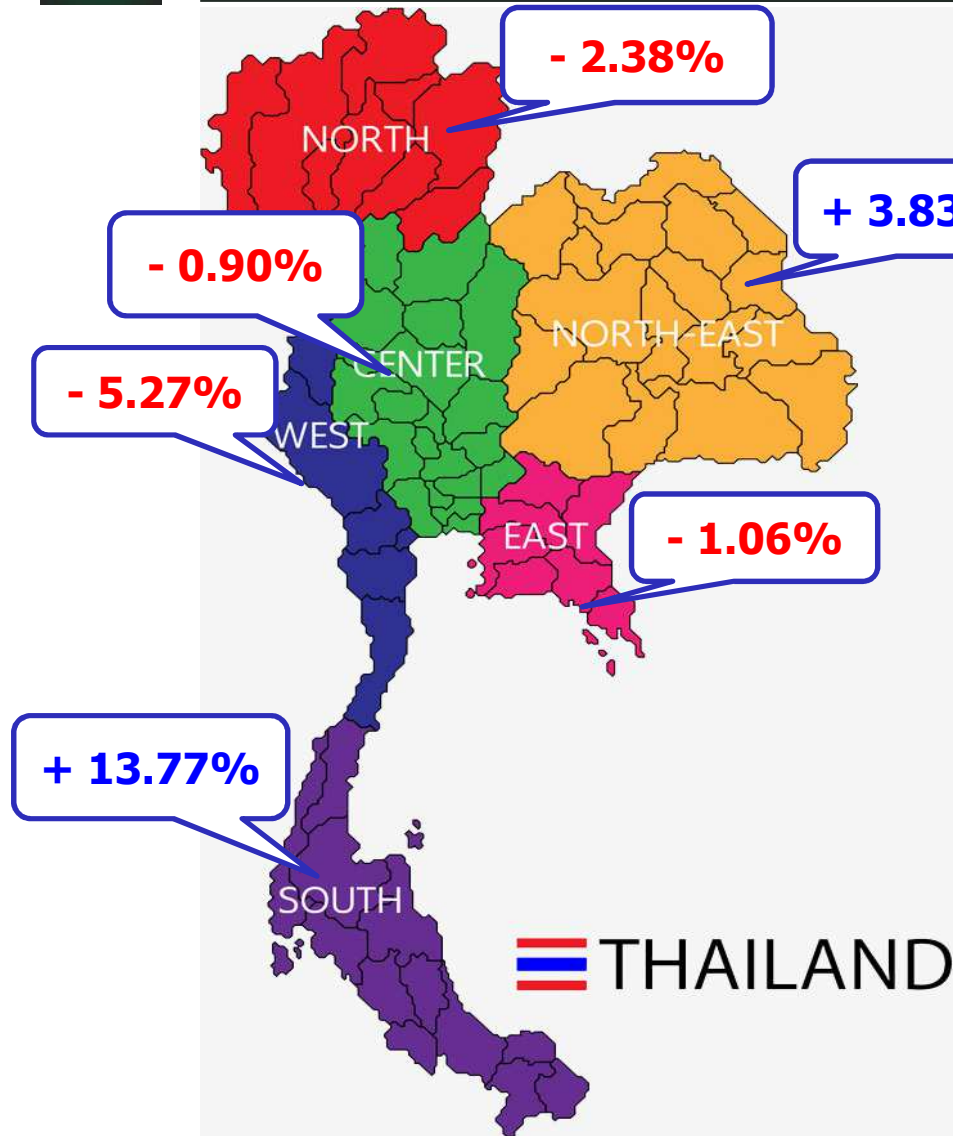 - 2.38%
NORTH
+ 3.83
- 0.90%
NORTH-EAST
CENTER
- 5.27%
WEST
EAST
- 1.06%
+ 13.77%
SOUTH
THAILAND